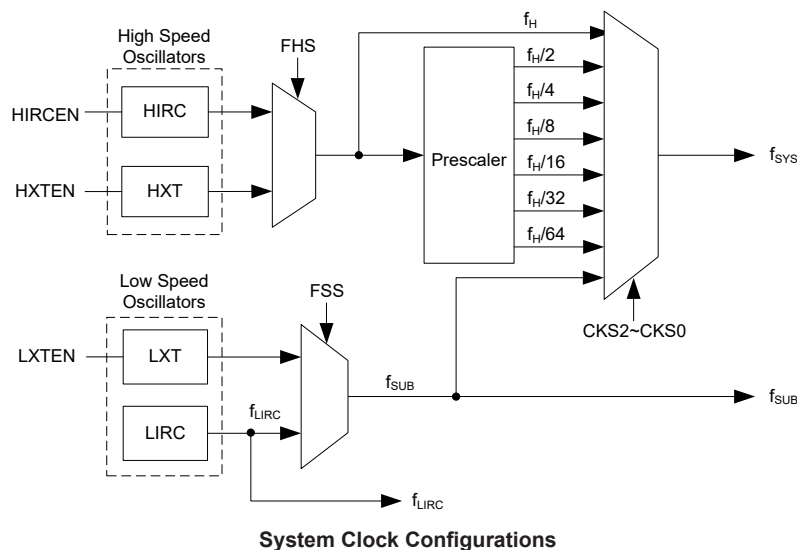 High Speed
Oscillators
FHS
HIRCEN
HIRC
HXTEN
HXT
Prescaler
f_H
f_H/2
f_H/4
f_H/8
f_H/16
f_H/32
f_H/64
f_SYS
CKS2~CKS0
Low Speed
Oscillators
FSS
LXTEN
LXT
LIRC
f_LIRC
f_SUB
f_SUB
f_LIRC
System Clock Configurations